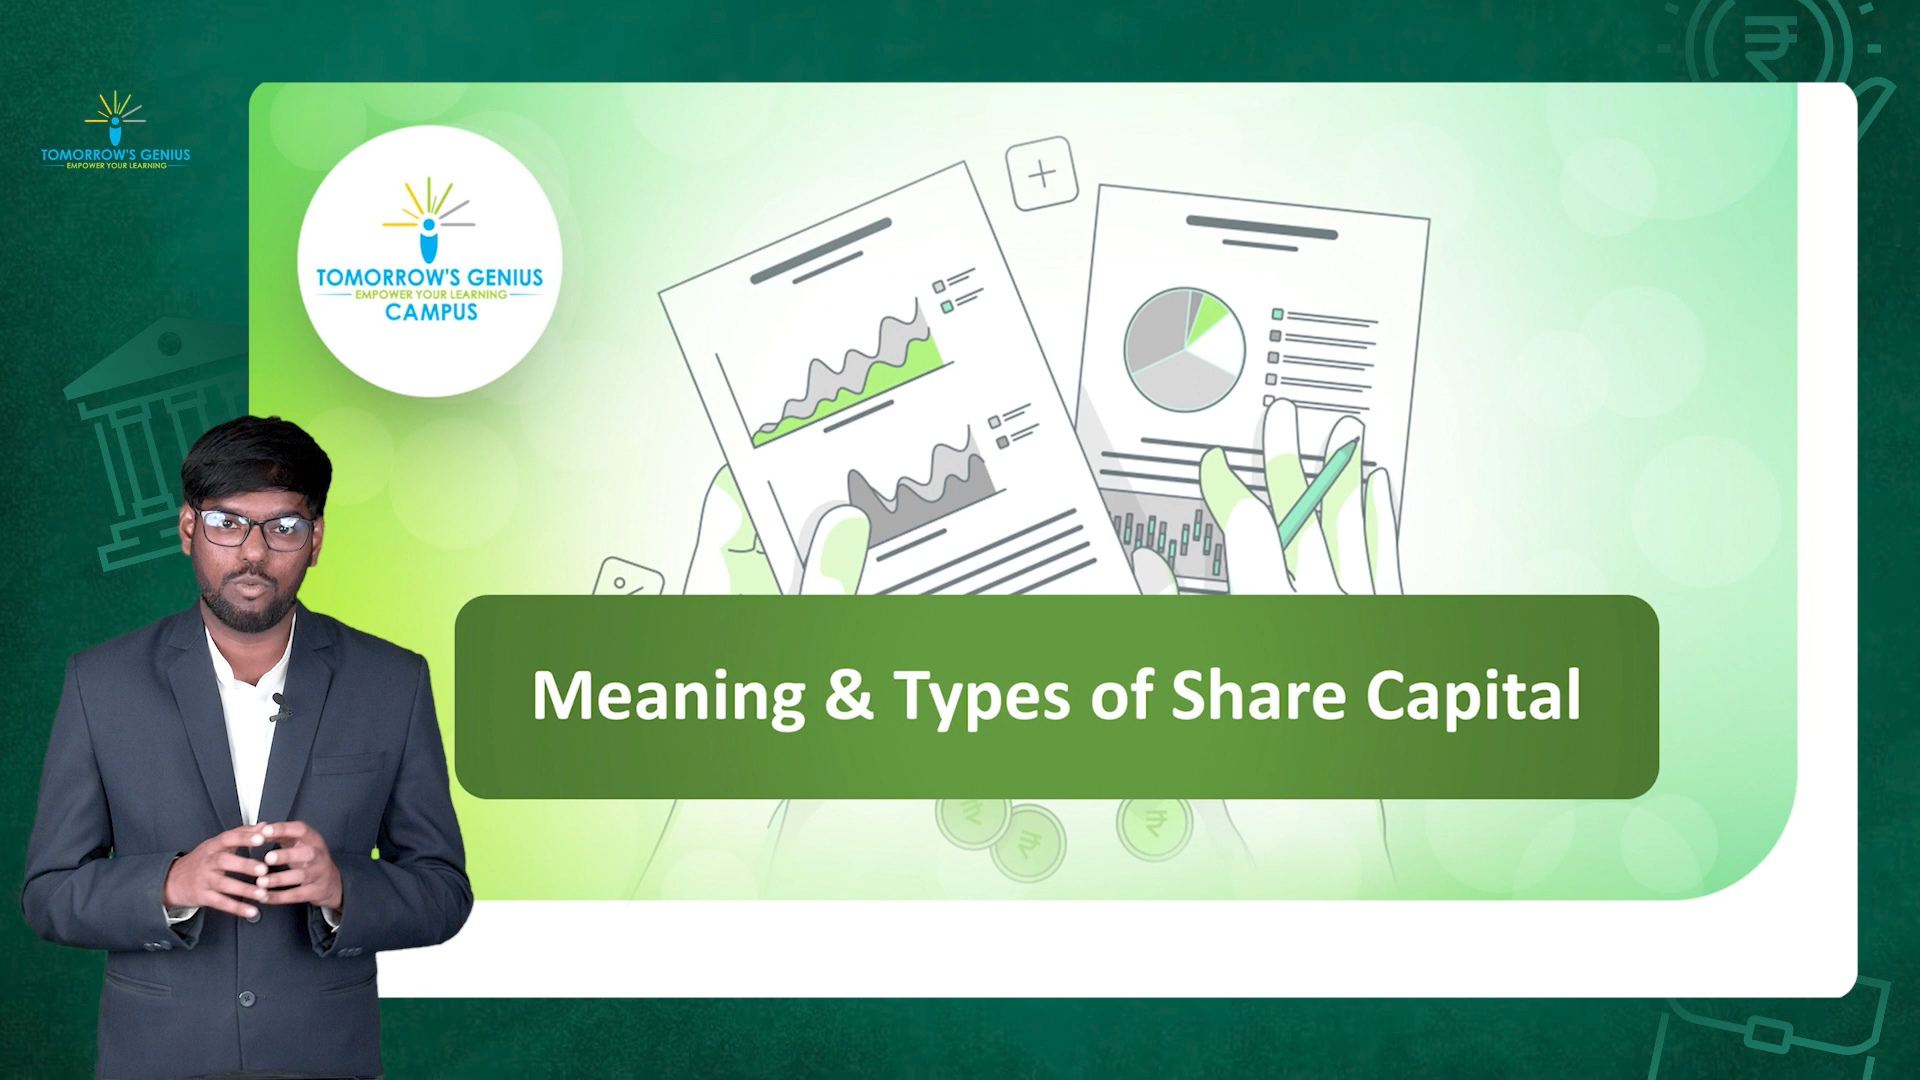 TOMORROW'S GENIUS
EMPOWER YOUR LEARNING
TOMORROW'S GENIUS
EMPOWER YOUR LEARNING
CAMPUS
Meaning & Types of Share Capital
₹
₹
₹
₹